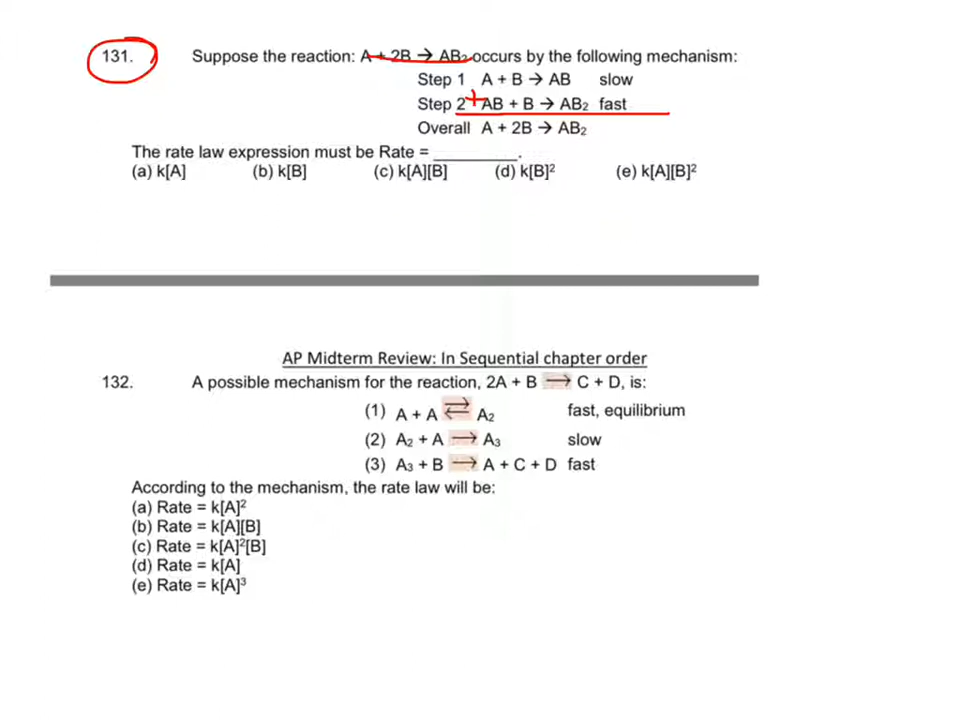 131. Suppose the reaction: A + 2B → AB₂ occurs by the following mechanism:
Step 1 A + B → AB slow
Step 2 + AB + B → AB₂ fast
Overall A + 2B → AB₂
The rate law expression must be Rate = ________.
(a) k[A] (b) k[B] (c) k[A][B] (d) k[B]² (e) k[A][B]²
AP Midterm Review: In Sequential chapter order
132. A possible mechanism for the reaction, 2A + B → C + D, is:
(1) A + A ⇄ A₂ fast, equilibrium
(2) A₂ + A → A₃ slow
(3) A₃ + B → A + C + D fast
According to the mechanism, the rate law will be:
(a) Rate = k[A]²
(b) Rate = k[A][B]
(c) Rate = k[A]²[B]
(d) Rate = k[A]
(e) Rate = k[A]³